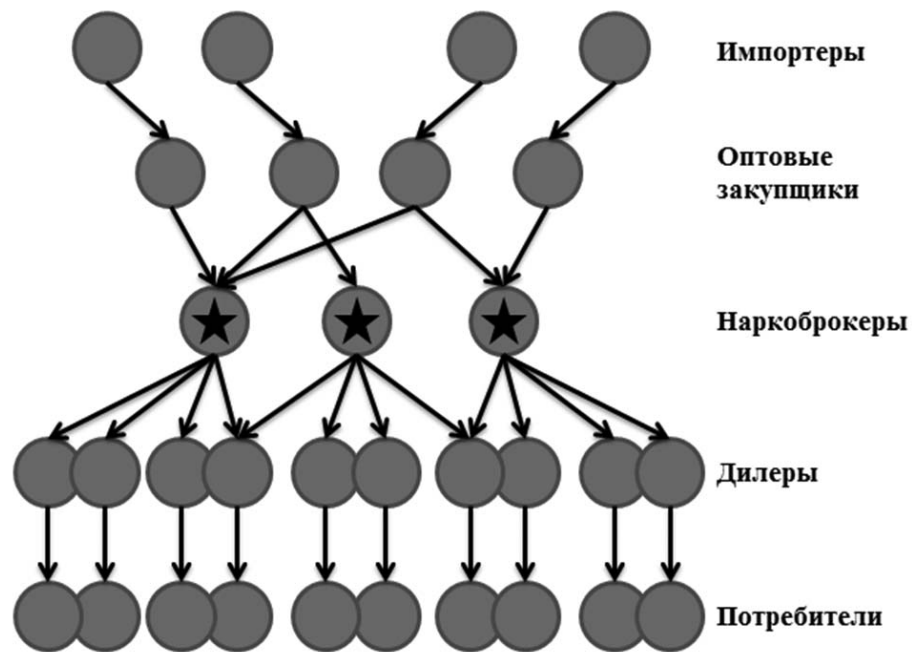 Импортеры
Оптовые
закупщики
Наркоброкеры
Дилеры
Потребители